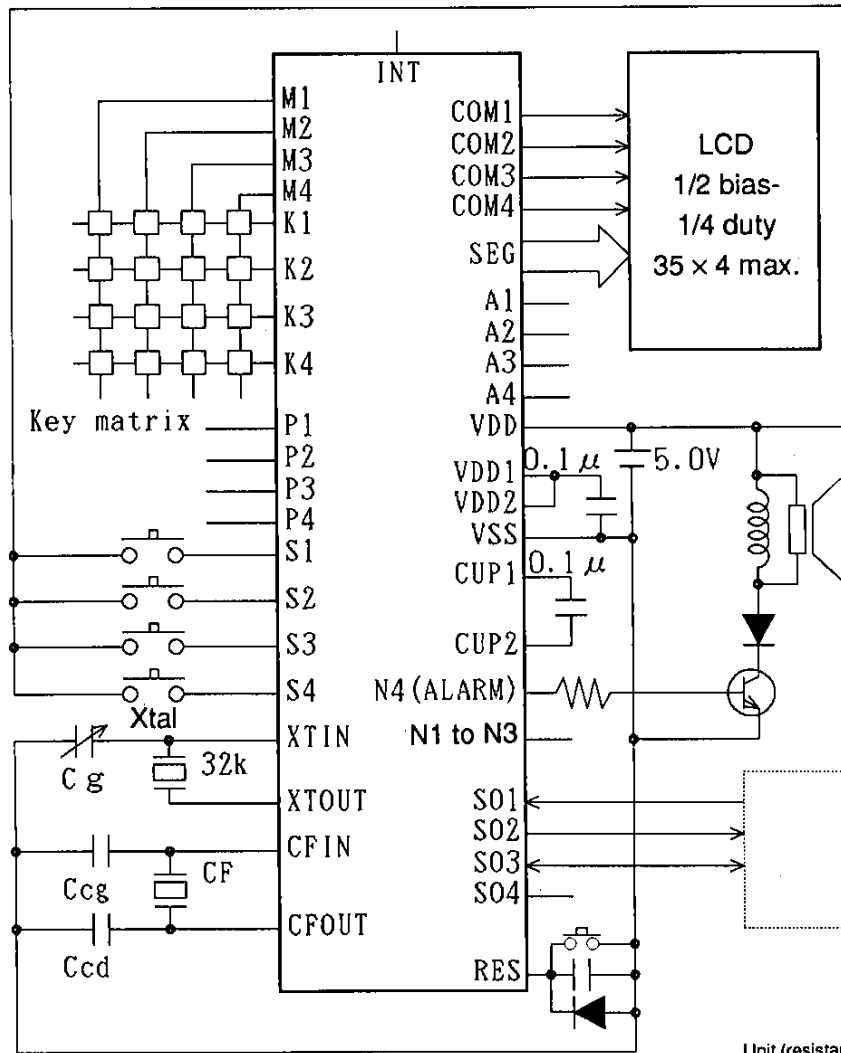 INT
M1
M2
M3
M4
K1
K2
K3
K4
Key matrix
P1
P2
P3
P4
S1
S2
S3
S4
Xtal
XTIN
Cg
32k
XTOUT
CFIN
Ccg
CF
CFOUT
Ccd
COM1
COM2
COM3
COM4
SEG
A1
A2
A3
A4
VDD
VDD1
VDD2
VSS
CUP1
CUP2
N4(ALARM)
N1 to N3
SO1
SO2
SO3
SO4
RES
LCD
1/2 bias-
1/4 duty
35 × 4 max.
0.1 μ
5.0V
0.1 μ
Unit (resistan